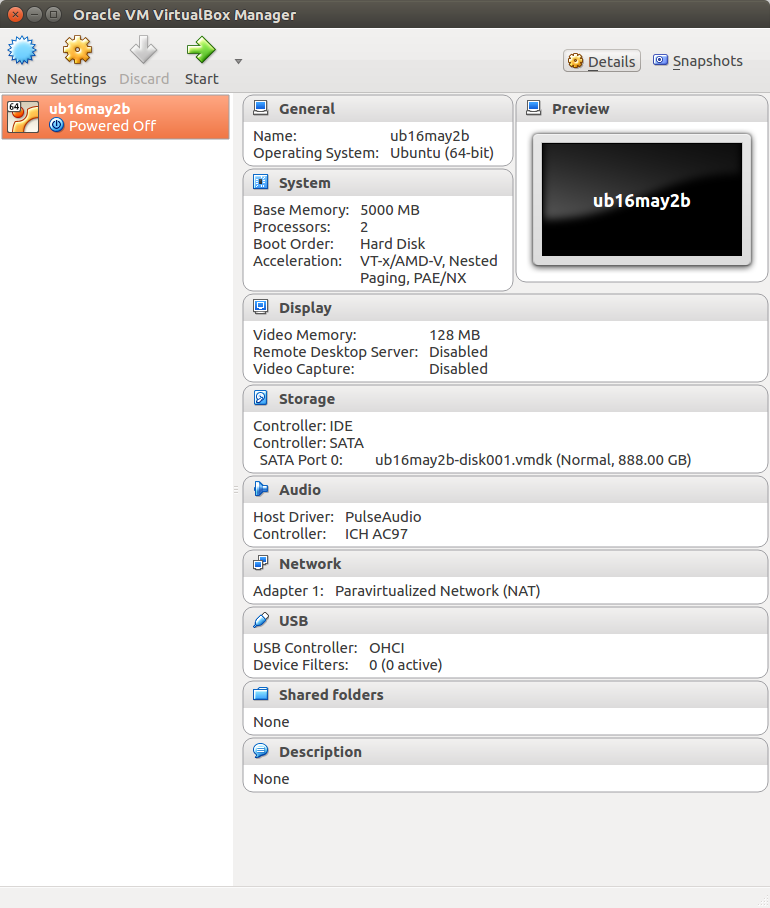 Oracle VM VirtualBox Manager
New Settings Discard Start
Details Snapshots
64
ub16may2b
Powered Off
General
Name: ub16may2b
Operating System: Ubuntu (64-bit)
Preview
ub16may2b
System
Base Memory: 5000 MB
Processors: 2
Boot Order: Hard Disk
Acceleration: VT-x/AMD-V, Nested
Paging, PAE/NX
Display
Video Memory: 128 MB
Remote Desktop Server: Disabled
Video Capture: Disabled
Storage
Controller: IDE
Controller: SATA
SATA Port 0: ub16may2b-disk001.vmdk (Normal, 888.00 GB)
Audio
Host Driver: PulseAudio
Controller: ICH AC97
Network
Adapter 1: Paravirtualized Network (NAT)
USB
USB Controller: OHCI
Device Filters: 0 (0 active)
Shared folders
None
Description
None